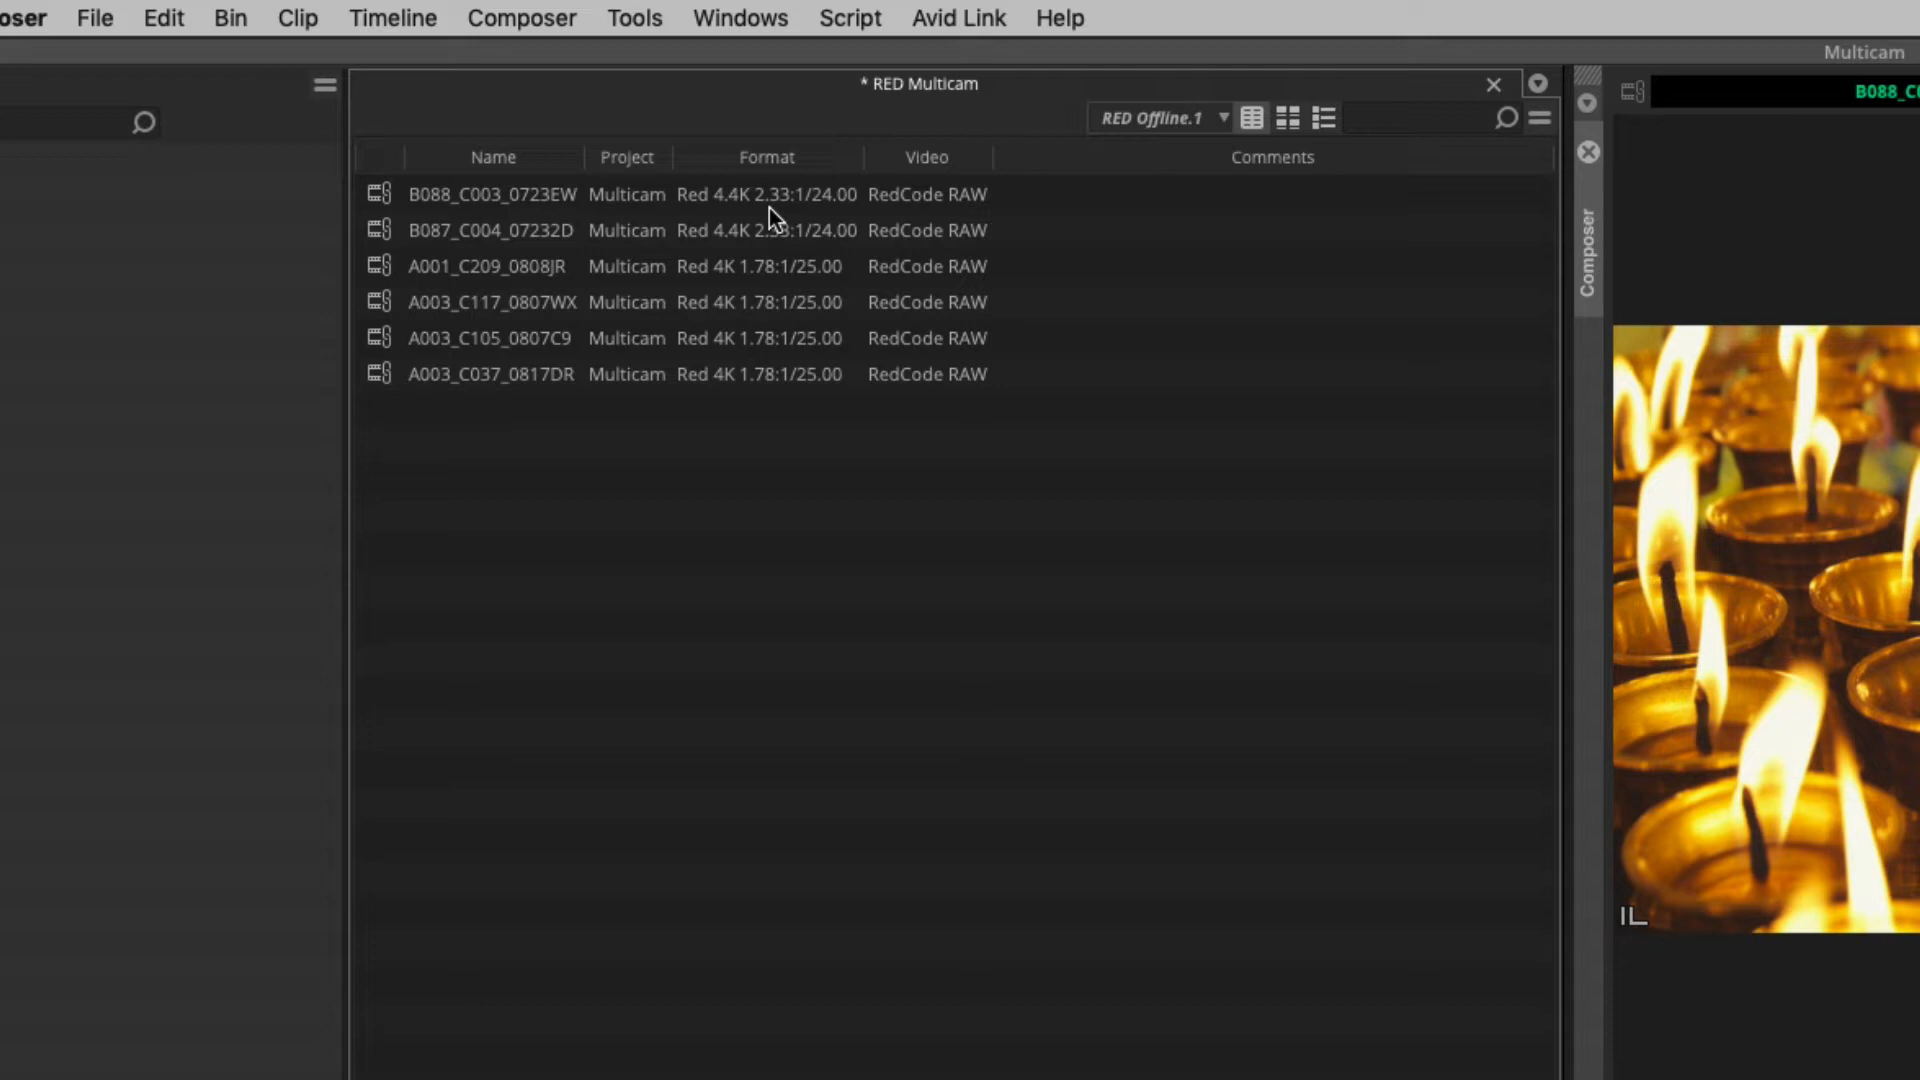 oser File Edit Bin Clip Timeline Composer Tools Windows Script Avid Link Help
Multicam
* RED Multicam
B088_C0
RED Offline.1
Name Project Format Video Comments
B088_C003_0723EW Multicam Red 4.4K 2.33:1/24.00 RedCode RAW
B087_C004_07232D Multicam Red 4.4K 2.33:1/24.00 RedCode RAW
A001_C209_0808JR Multicam Red 4K 1.78:1/25.00 RedCode RAW
A003_C117_0807WX Multicam Red 4K 1.78:1/25.00 RedCode RAW
A003_C105_0807C9 Multicam Red 4K 1.78:1/25.00 RedCode RAW
A003_C037_0817DR Multicam Red 4K 1.78:1/25.00 RedCode RAW
Composer